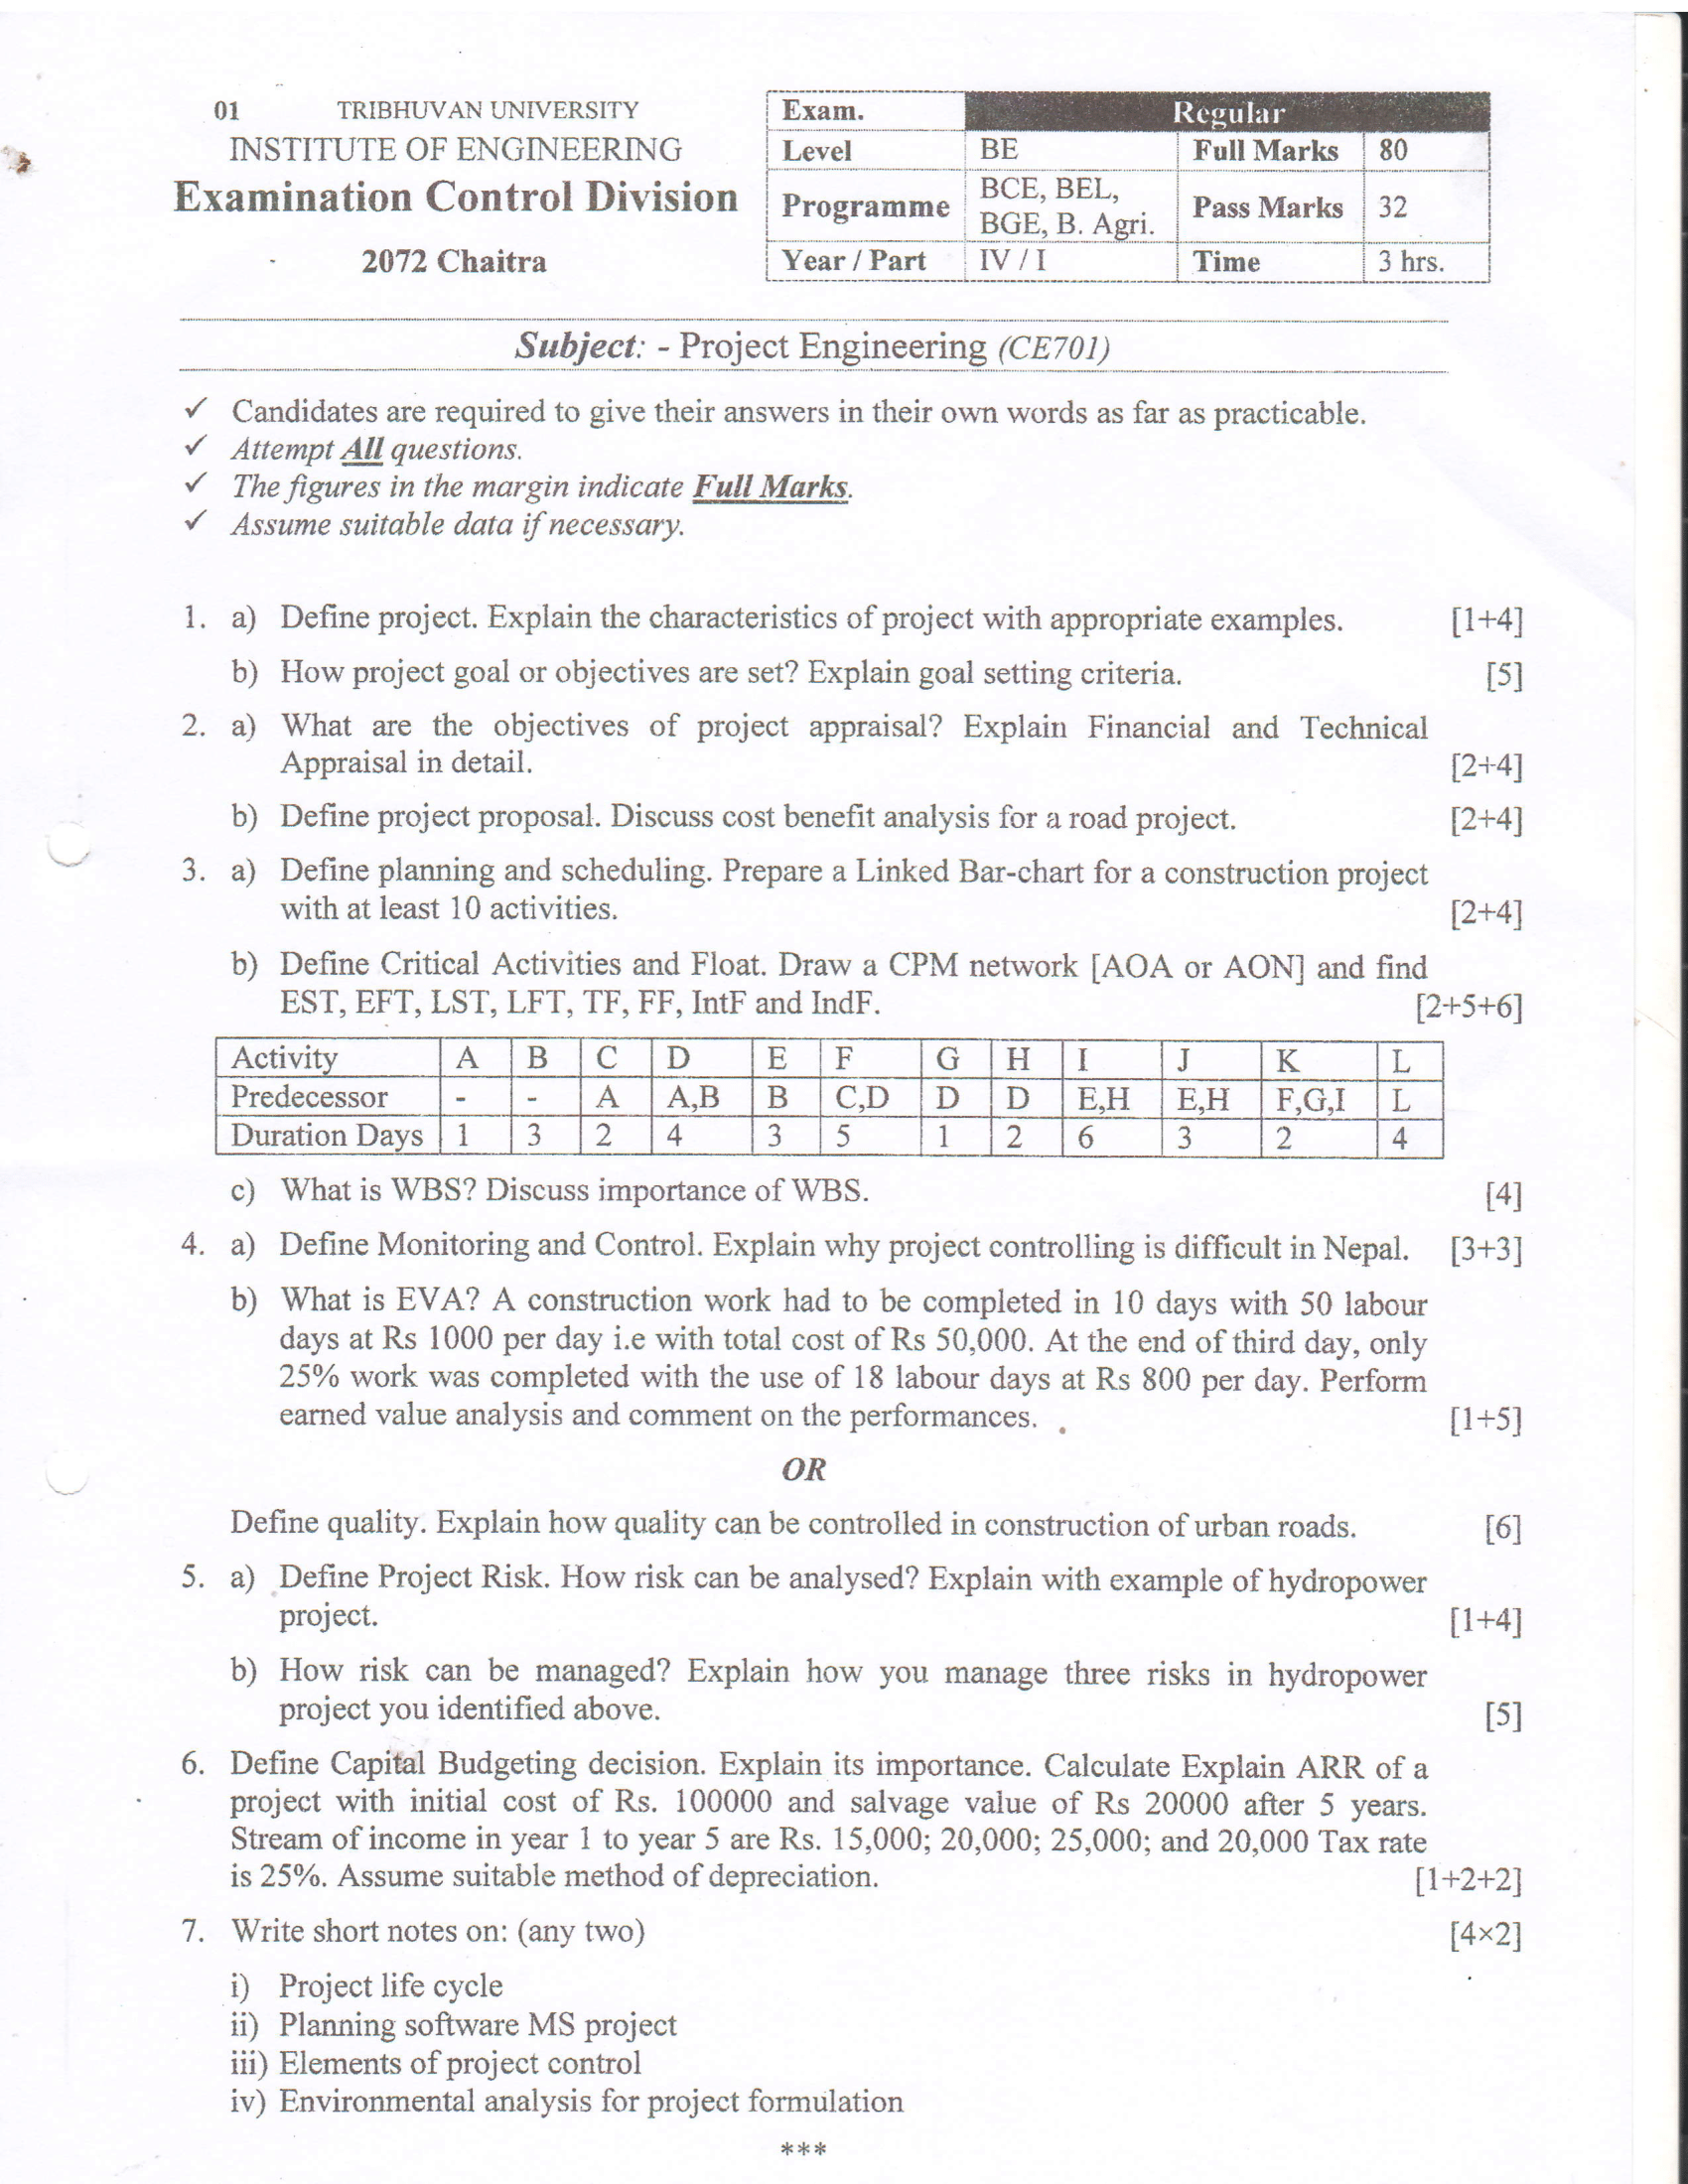 01 TRIBHUVAN UNIVERSITY
INSTITUTE OF ENGINEERING
Examination Control Division
2072 Chaitra
Exam. Regular
Level BE Full Marks 80
Programme BCE, BEL, BGE, B. Agri. Pass Marks 32
Year / Part IV / I Time 3 hrs.
Subject: - Project Engineering (CE701)
✓ Candidates are required to give their answers in their own words as far as practicable.
✓ Attempt All questions.
✓ The figures in the margin indicate Full Marks.
✓ Assume suitable data if necessary.
1. a) Define project. Explain the characteristics of project with appropriate examples. [1+4]
b) How project goal or objectives are set? Explain goal setting criteria. [5]
2. a) What are the objectives of project appraisal? Explain Financial and Technical
Appraisal in detail. [2+4]
b) Define project proposal. Discuss cost benefit analysis for a road project. [2+4]
3. a) Define planning and scheduling. Prepare a Linked Bar-chart for a construction project
with at least 10 activities. [2+4]
b) Define Critical Activities and Float. Draw a CPM network [AOA or AON] and find
EST, EFT, LST, LFT, TF, FF, IntF and IndF. [2+5+6]
Activity A B C D E F G H I J K L
Predecessor - - A A,B B C,D D D E,H E,H F,G,I L
Duration Days 1 3 2 4 3 5 1 2 6 3 2 4
c) What is WBS? Discuss importance of WBS. [4]
4. a) Define Monitoring and Control. Explain why project controlling is difficult in Nepal. [3+3]
b) What is EVA? A construction work had to be completed in 10 days with 50 labour
days at Rs 1000 per day i.e with total cost of Rs 50,000. At the end of third day, only
25% work was completed with the use of 18 labour days at Rs 800 per day. Perform
earned value analysis and comment on the performances. [1+5]
OR
Define quality. Explain how quality can be controlled in construction of urban roads. [6]
5. a) Define Project Risk. How risk can be analysed? Explain with example of hydropower
project. [1+4]
b) How risk can be managed? Explain how you manage three risks in hydropower
project you identified above. [5]
6. Define Capital Budgeting decision. Explain its importance. Calculate Explain ARR of a
project with initial cost of Rs. 100000 and salvage value of Rs 20000 after 5 years.
Stream of income in year 1 to year 5 are Rs. 15,000; 20,000; 25,000; and 20,000 Tax rate
is 25%. Assume suitable method of depreciation. [1+2+2]
7. Write short notes on: (any two) [4×2]
i) Project life cycle
ii) Planning software MS project
iii) Elements of project control
iv) Environmental analysis for project formulation
***